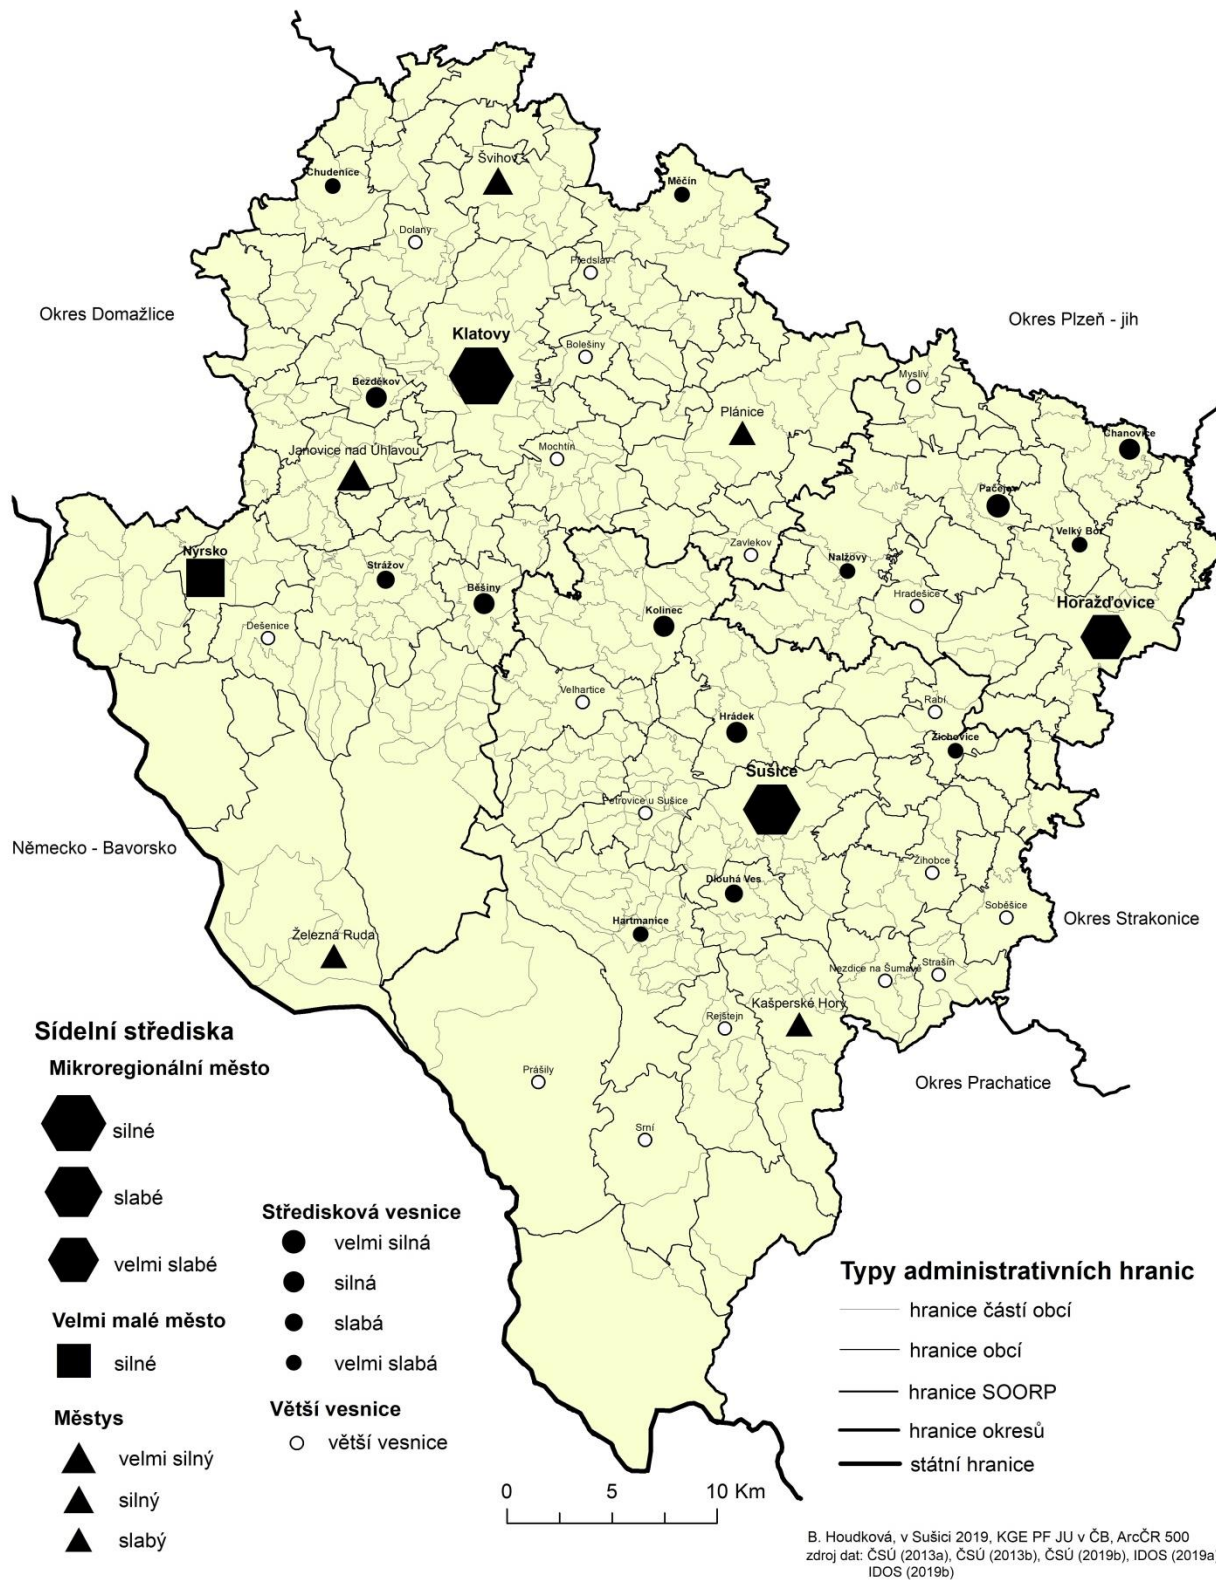 Švihov
Chudenice
Měčín
Dolany
Předslav
Okres Domažlice
Okres Plzeň - jih
Klatovy
Bolešiny
Myslív
Bezděkov
Plánice
Chanovice
Janovice nad Úhlavou
Mochtín
Pačejov
Velký Bor
Nýrsko
Zavlekov
Nalžovy
Strážov
Běšiny
Hradešice
Kolinec
Horažďovice
Dešenice
Velhartice
Rabí
Hrádek
Žichovice
Sušice
Petrovice u Sušice
Německo - Bavorsko
Žihobce
Dlouhá Ves
Soběšice
Hartmanice
Okres Strakonice
Železná Ruda
Strašín
Nezdice na Šumavě
Kašperské Hory
Rejštejn
Prášily
Okres Prachatice
Srní
Sídelní střediska
Mikroregionální město
silné
slabé
velmi slabé
Velmi malé město
silné
Městys
velmi silný
silný
slabý
Středisková vesnice
velmi silná
silná
slabá
velmi slabá
Větší vesnice
větší vesnice
0 5 10 Km
Typy administrativních hranic
hranice částí obcí
hranice obcí
hranice SOORP
hranice okresů
státní hranice
B. Houdková, v Sušici 2019, KGE PF JU v ČB, ArcČR 500
zdroj dat: ČSÚ (2013a), ČSÚ (2013b), ČSÚ (2019b), IDOS (2019a)
IDOS (2019b)